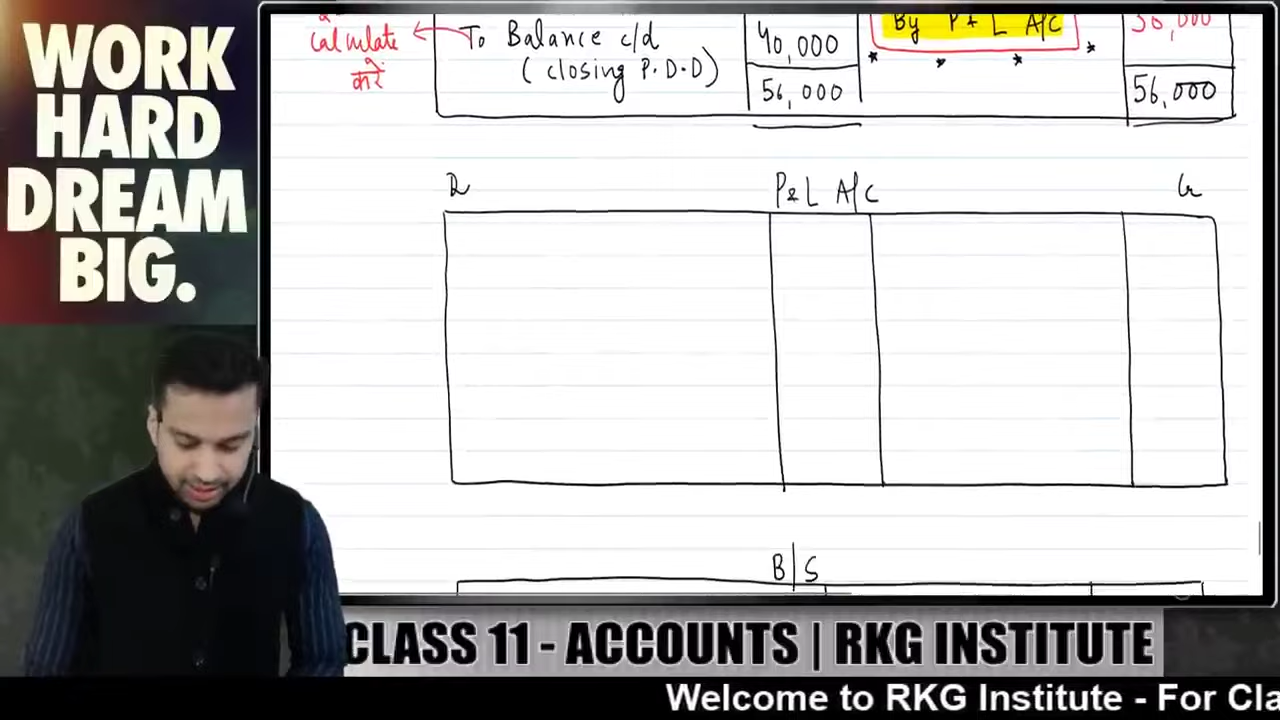 WORK
HARD
DREAM
BIG.
calculate
करे
To Balance c/d
(closing P.D.D)
40,000
56,000
By P & L A/C
56,000
Dr
P & L A/C
Cr
B/S
CLASS 11 - ACCOUNTS | RKG INSTITUTE
Welcome to RKG Institute - For Cla